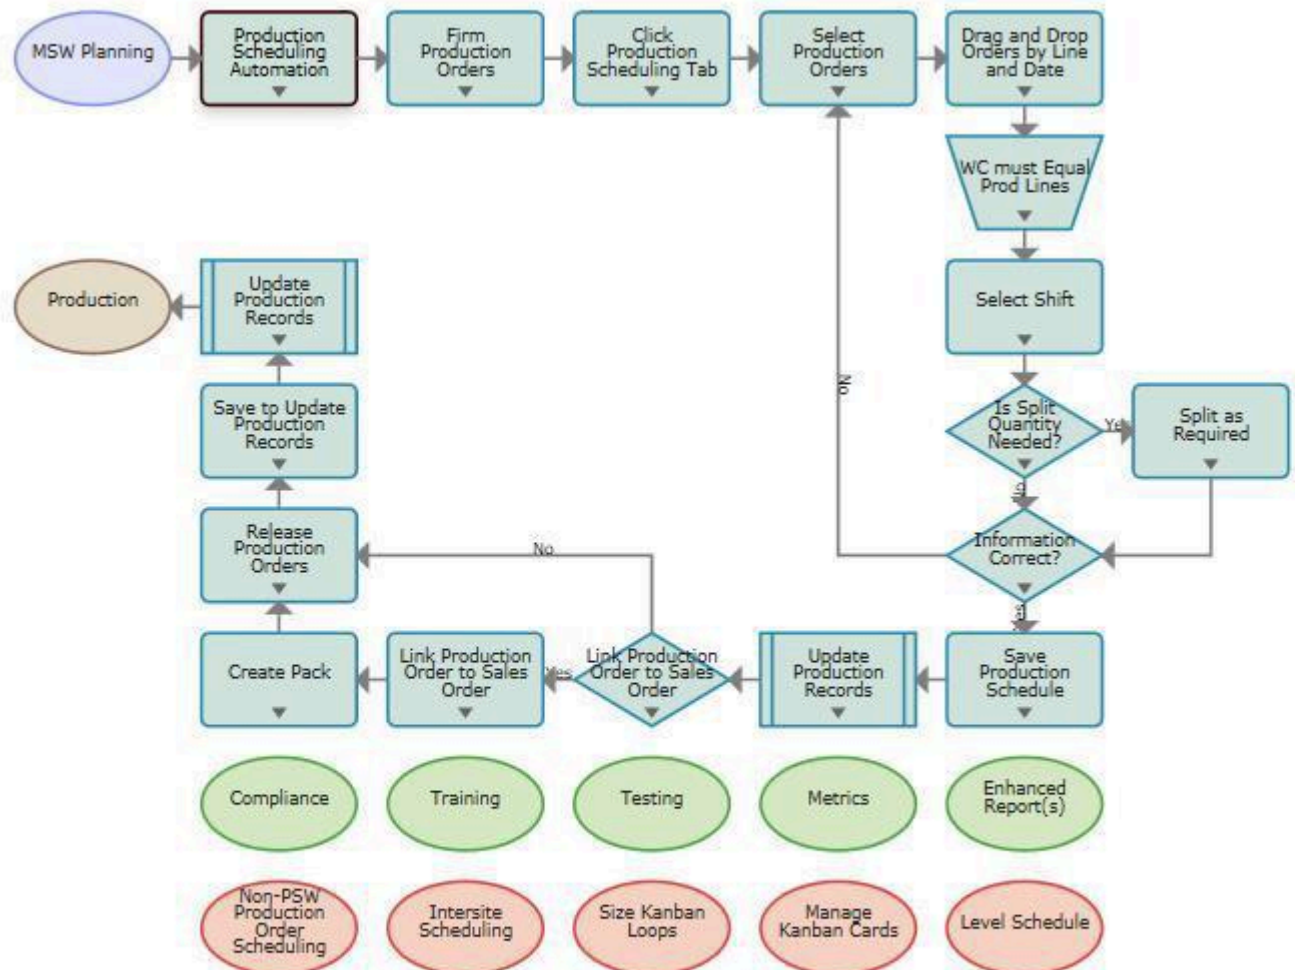 MSW Planning
Production
Scheduling
Automation
Firm
Production
Orders
Click
Production
Scheduling Tab
Select
Production
Orders
Drag and Drop
Orders by Line
and Date
WC must Equal
Prod Lines
Production
Update
Production
Records
Select Shift
No
Save to Update
Production
Records
Is Split
Quantity
Needed?
Yes
Split as
Required
No
Release
Production
Orders
No
Information
Correct?
Yes
Create Pack
Link Production
Order to Sales
Order
Yes
Link Production
Order to Sales
Order
Update
Production
Records
Save
Production
Schedule
Compliance
Training
Testing
Metrics
Enhanced
Report(s)
Non-PSW
Production
Order
Scheduling
Intersite
Scheduling
Size Kanban
Loops
Manage
Kanban Cards
Level Schedule